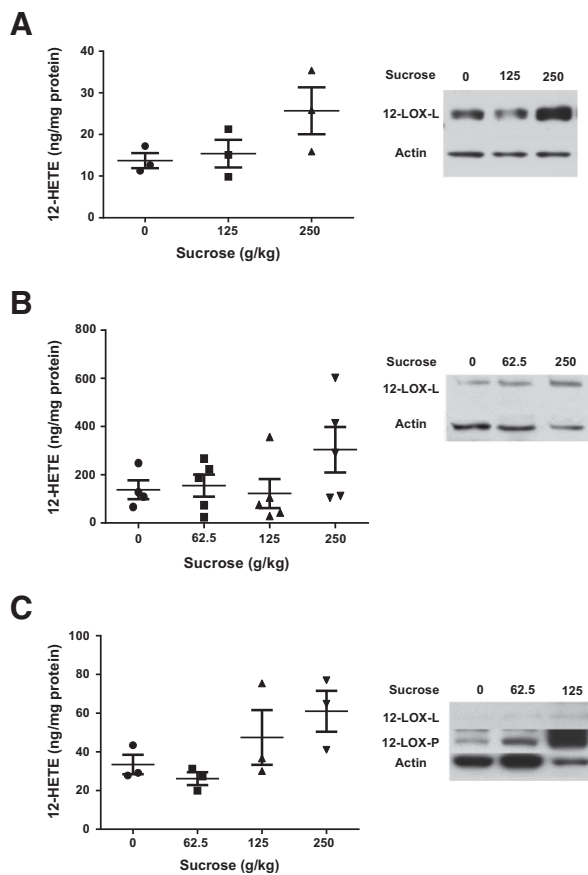 A
12-HETE (ng/mg protein)
40
30
20
10
0
0 125 250
Sucrose (g/kg)
Sucrose 0 125 250
12-LOX-L
Actin
B
12-HETE (ng/mg protein)
800
600
400
200
0
0 62.5 125 250
Sucrose (g/kg)
Sucrose 0 62.5 250
12-LOX-L
Actin
C
12-HETE (ng/mg protein)
100
80
60
40
20
0
0 62.5 125 250
Sucrose (g/kg)
Sucrose 0 62.5 125
12-LOX-L
12-LOX-P
Actin